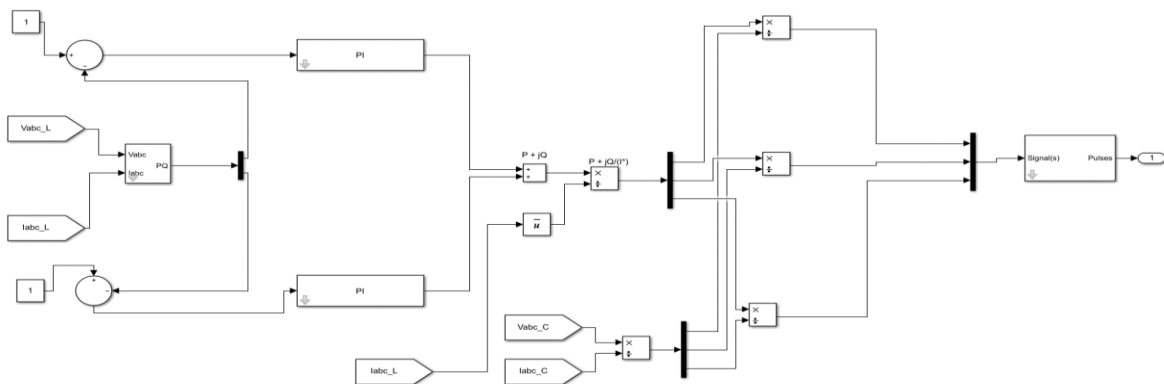 1
+
−
PI
Vabc_L
Vabc
PQ
Iabc
Iabc_L
P + jQ
+
+
P + jQ/(I*)
×
÷
u
×
÷
×
÷
×
÷
Signal(s)
Pulses
1
1
+
−
PI
Vabc_C
×
÷
Iabc_L
Iabc_C